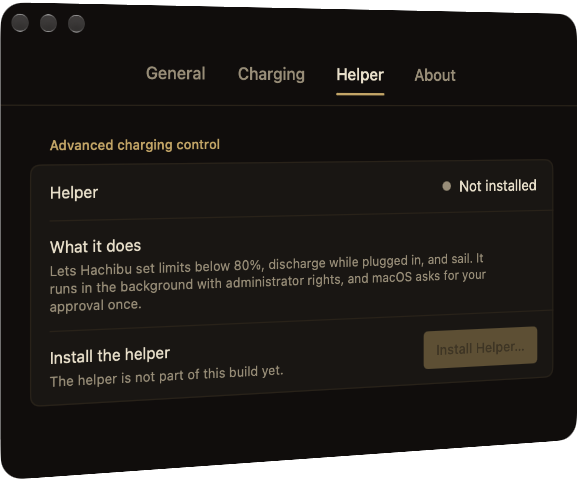 General Charging Helper About
Advanced charging control
Helper Not installed
What it does
Lets Hachibu set limits below 80%, discharge while plugged in, and sail. It
runs in the background with administrator rights, and macOS asks for your
approval once.
Install the helper
Install Helper...
The helper is not part of this build yet.